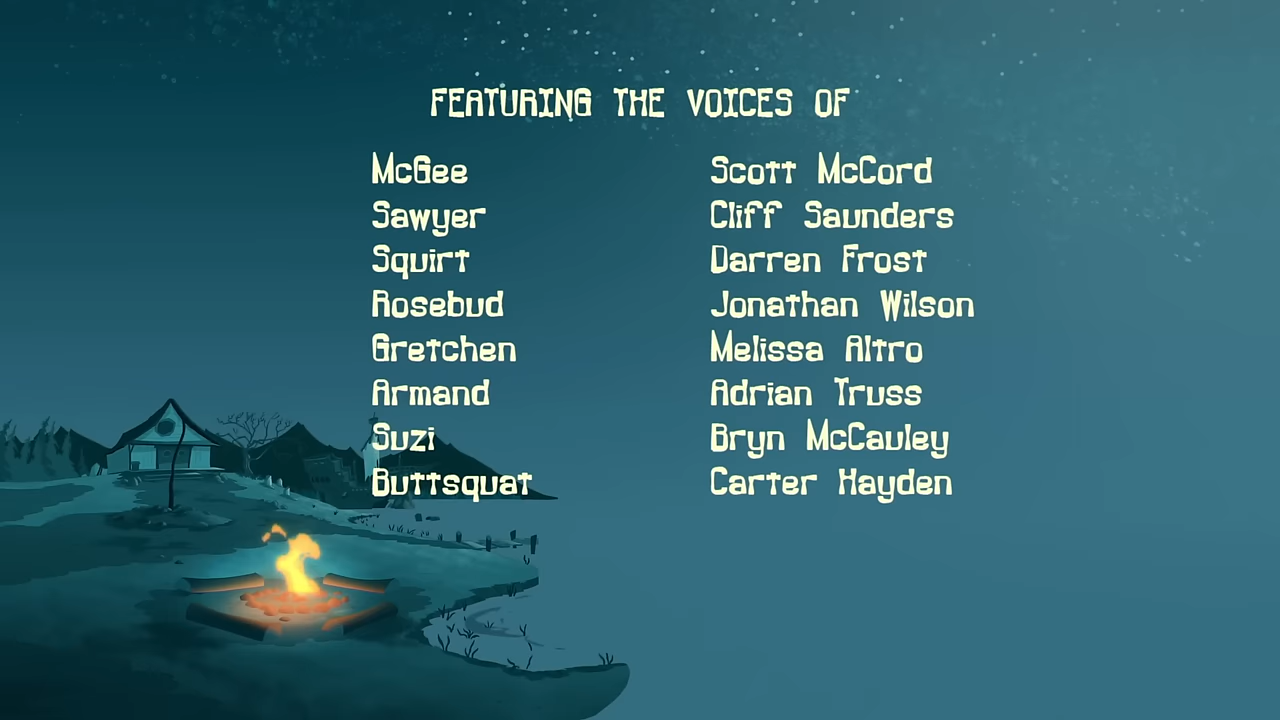 FEATURING THE VOICES OF
McGee Scott McCord
Sawyer Cliff Saunders
Squirt Darren Frost
Rosebud Jonathan Wilson
Gretchen Melissa Altro
Armand Adrian Truss
Suzi Bryn McCauley
Buttsquat Carter Hayden